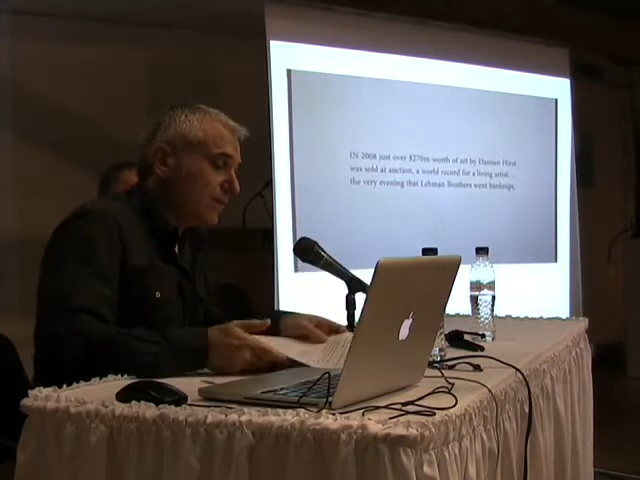 IN 2008 just over $270m-worth of art by Damien Hirst
was sold at auction, a world record for a living artist...
the very evening that Lehman Brothers went bankrupt,